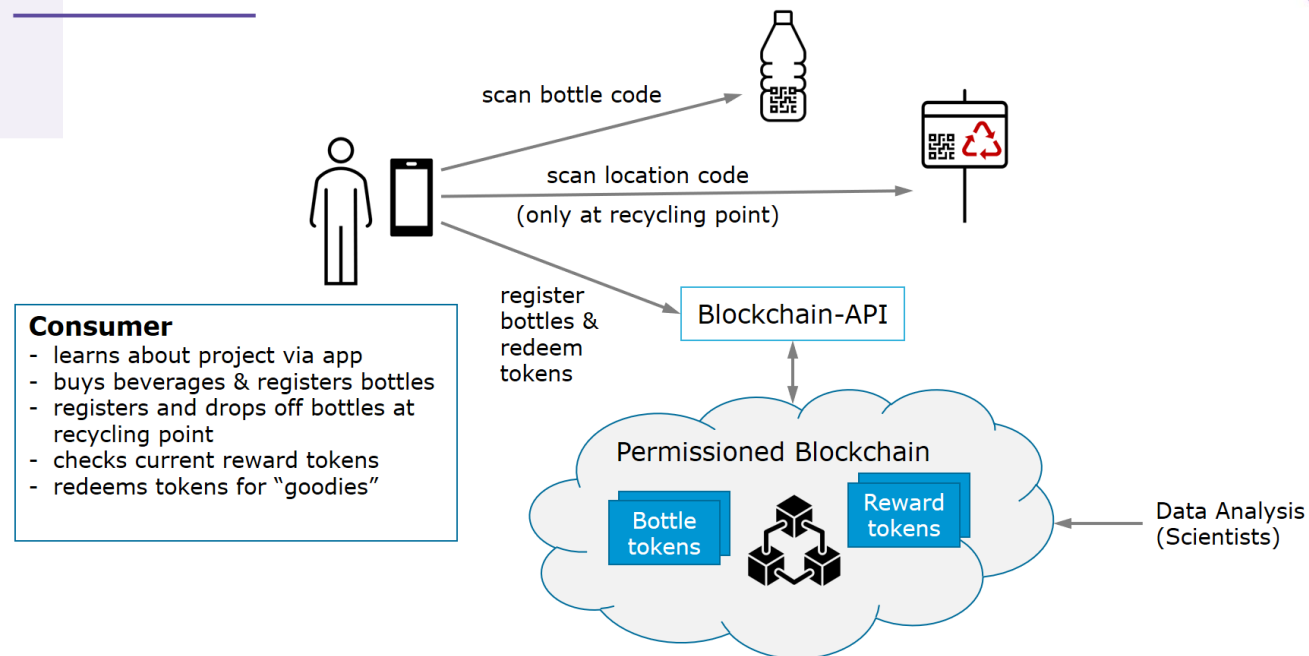 scan bottle code
scan location code
(only at recycling point)
register
bottles &
redeem
tokens
Blockchain-API
Consumer
- learns about project via app
- buys beverages & registers bottles
- registers and drops off bottles at
recycling point
- checks current reward tokens
- redeems tokens for “goodies”
Permissioned Blockchain
Bottle
tokens
Reward
tokens
Data Analysis
(Scientists)